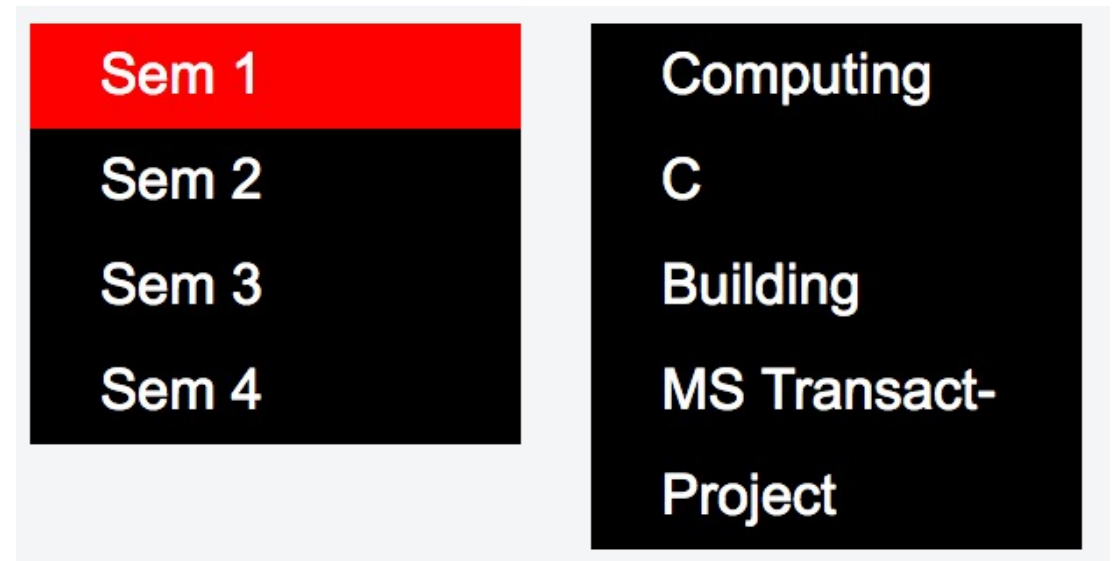 Sem 1
Sem 2
Sem 3
Sem 4
Computing
C
Building
MS Transact-
Project